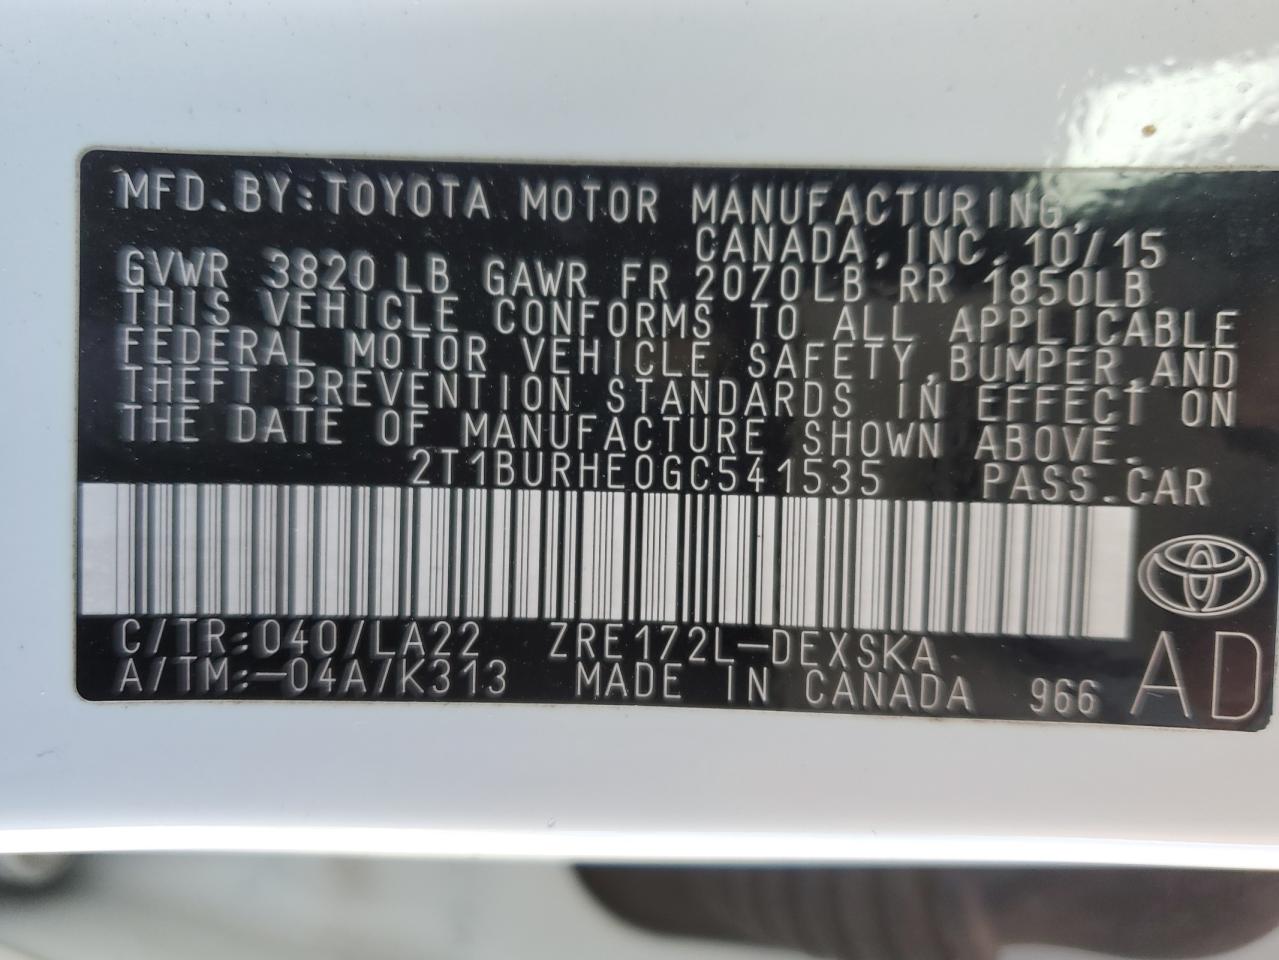 MFD.BY:TOYOTA MOTOR MANUFACTURING,
CANADA,INC. 10/15
GVWR 3820LB GAWR FR 2070LB RR 1850LB
THIS VEHICLE CONFORMS TO ALL APPLICABLE
FEDERAL MOTOR VEHICLE SAFETY,BUMPER,AND
THEFT PREVENTION STANDARDS IN EFFECT ON
THE DATE OF MANUFACTURE SHOWN ABOVE.
2T1BURHE0GC541535 PASS.CAR
C/TR:040/LA22 ZRE172L-DEXSKA
A/TM:-04A/K313 MADE IN CANADA 966 AD